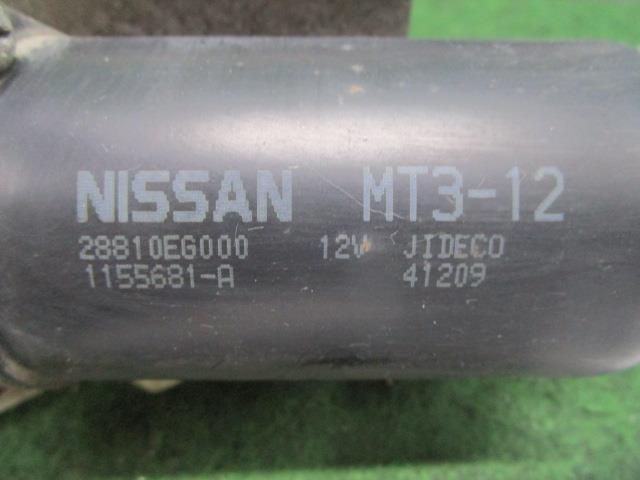 NISSAN MT3-12
28810EG000 12V JIDECO
1155681-A 41209